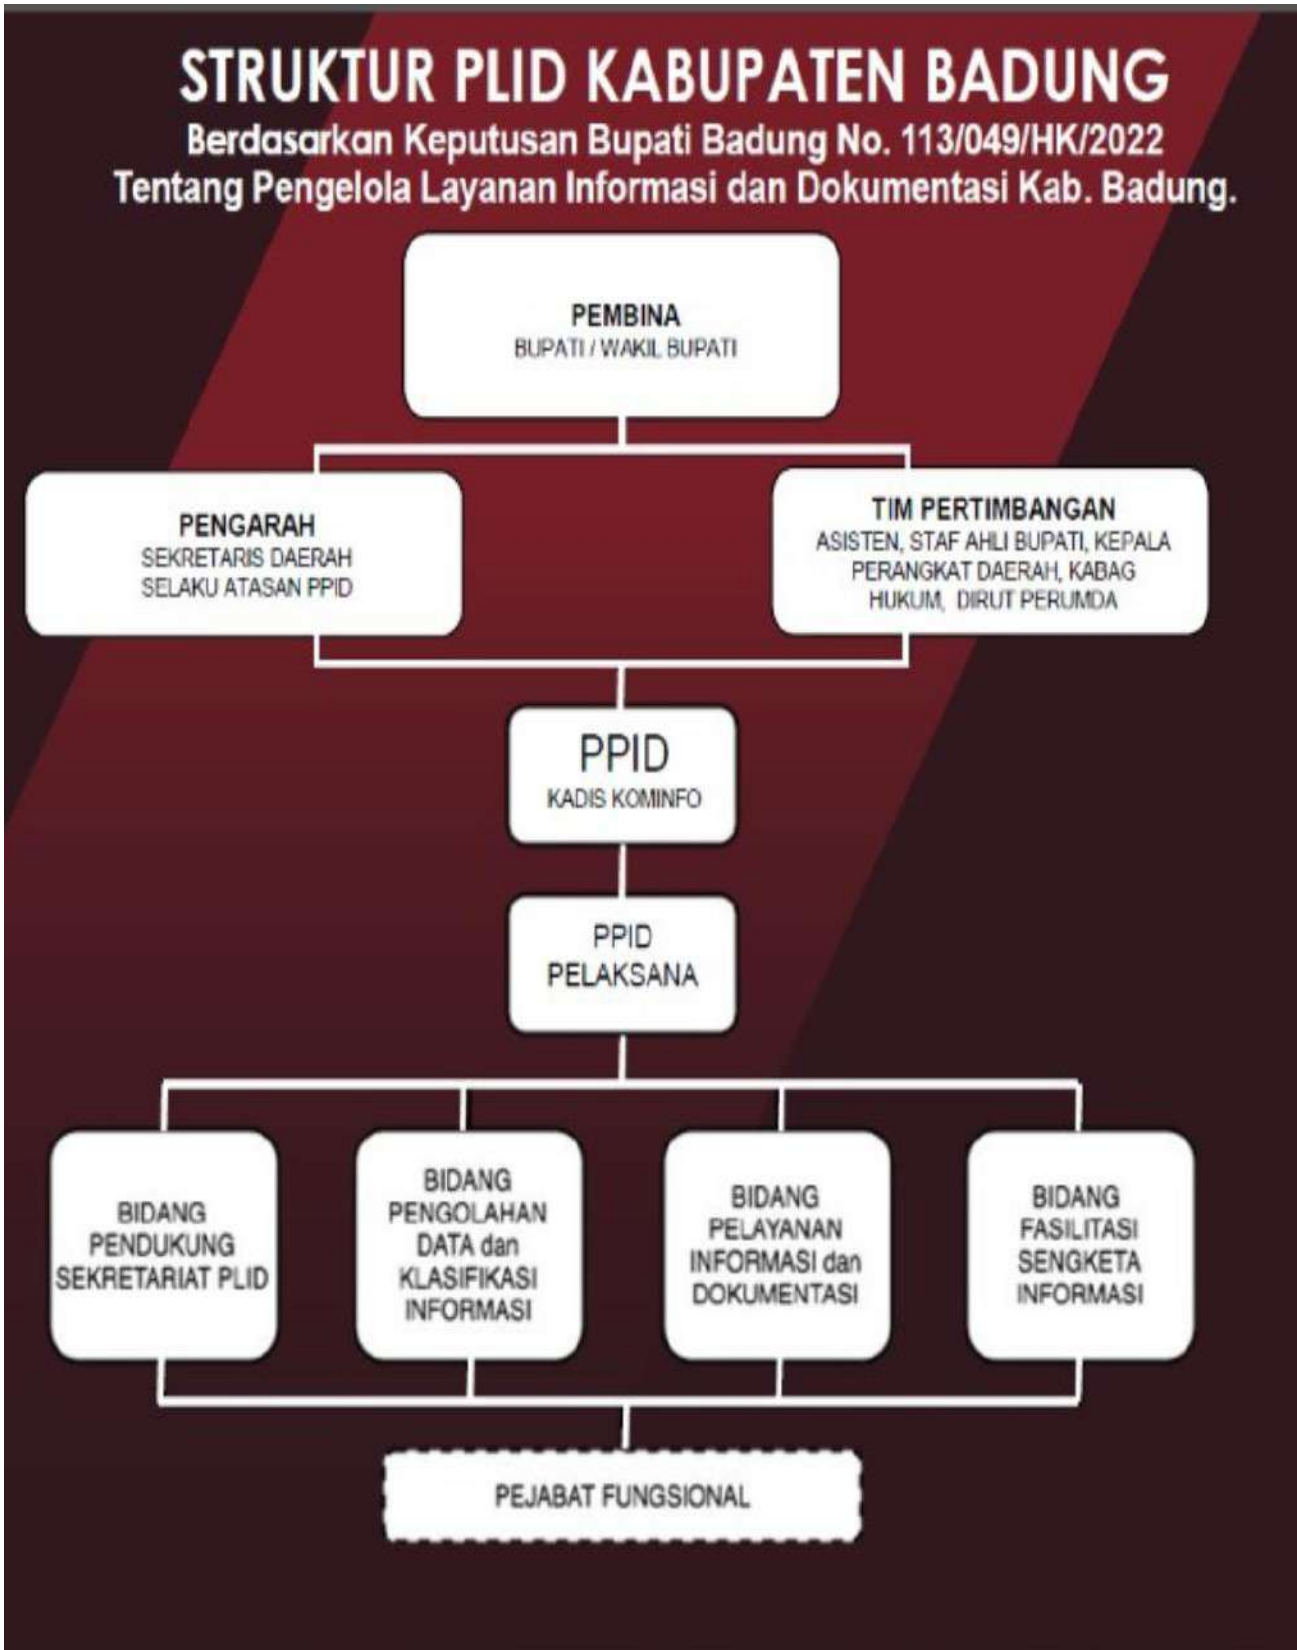 STRUKTUR PLID KABUPATEN BADUNG
Berdasarkan Keputusan Bupati Badung No. 113/049/HK/2022
Tentang Pengelola Layanan Informasi dan Dokumentasi Kab. Badung.
PEMBINA
BUPATI / WAKIL BUPATI
PENGARAH
SEKRETARIS DAERAH
SELAKU ATASAN PPID
TIM PERTIMBANGAN
ASISTEN, STAF AHLI BUPATI, KEPALA
PERANGKAT DAERAH, KABAG
HUKUM, DIRUT PERUMDA
PPID
KADIS KOMINFO
PPID
PELAKSANA
BIDANG
PENDUKUNG
SEKRETARIAT PLID
BIDANG
PENGOLAHAN
DATA dan
KLASIFIKASI
INFORMASI
BIDANG
PELAYANAN
INFORMASI dan
DOKUMENTASI
BIDANG
FASILITASI
SENGKETA
INFORMASI
PEJABAT FUNGSIONAL